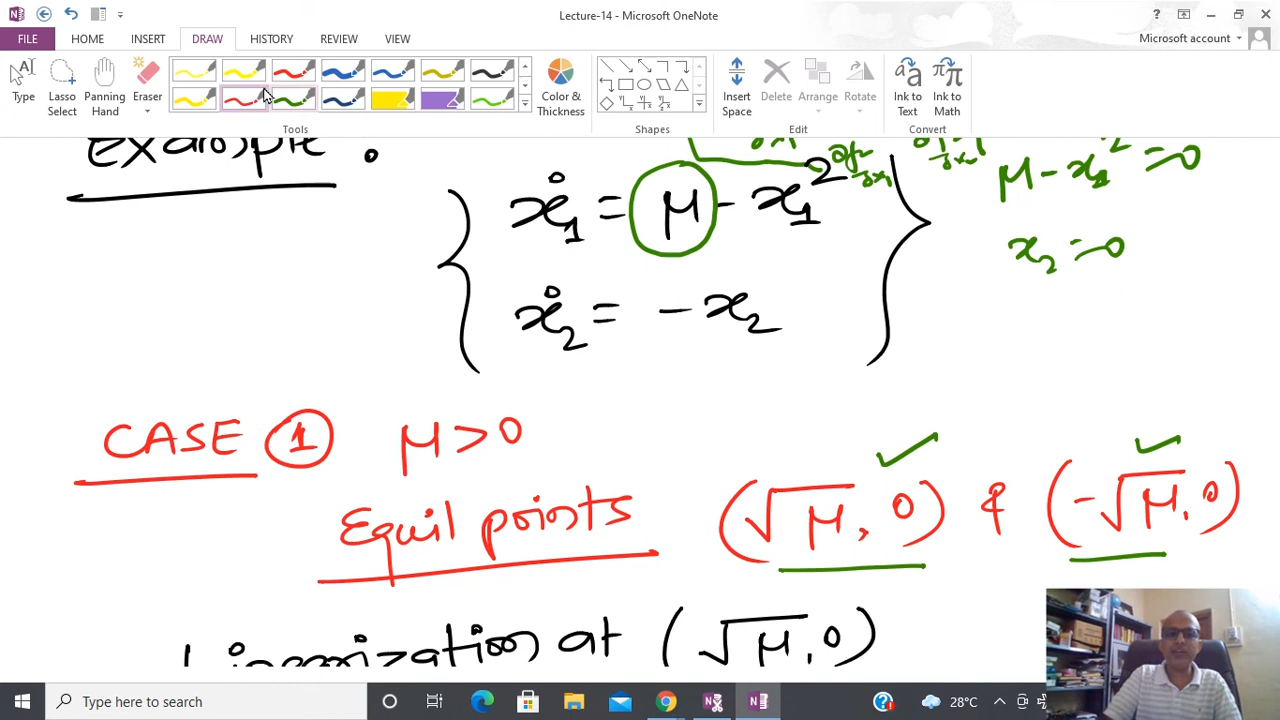 Lecture-14 - Microsoft OneNote
FILE HOME INSERT DRAW HISTORY REVIEW VIEW
Microsoft account
Type
Lasso Select
Panning Hand
Eraser
Color & Thickness
Insert Space
Delete
Arrange
Rotate
Ink to Text
Ink to Math
Tools
Shapes
Edit
Convert
Example:
ẋ₁ = μ - x₁²
ẋ₂ = -x₂
∂f₂/∂x₁
μ - x₁² = 0
x₂ = 0
CASE ① μ > 0
Equil points (√μ, 0) & (-√μ, 0)
Linearization at (√μ, 0)
Type here to search
28°C